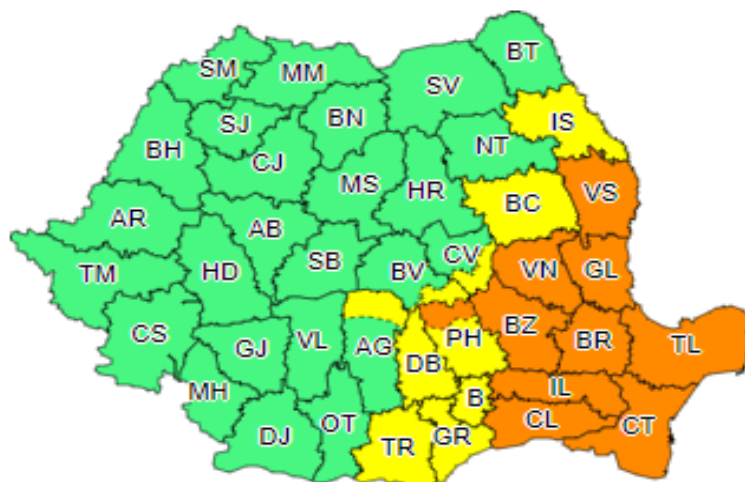 BT
SM
MM
SV
BN
SJ
IS
BH
CJ
NT
MS
HR
VS
BC
AR
AB
CV
SB
BV
TM
HD
VN
GL
CS
VL
GJ
AG
PH
BZ
BR
TL
DB
MH
B
IL
OT
DJ
TR
GR
CL
CT